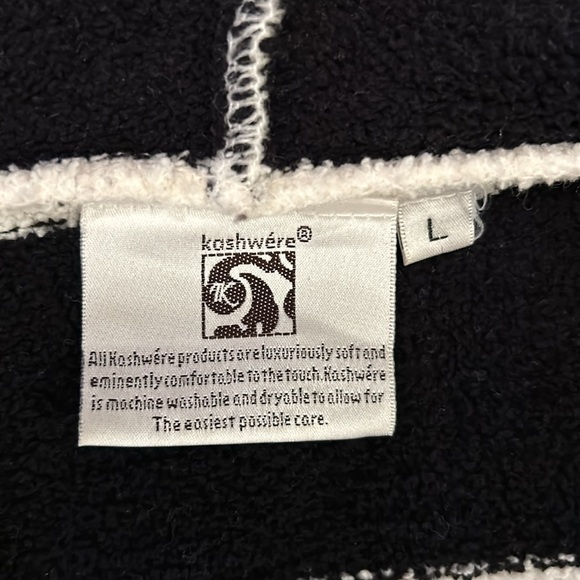 kashwére®
K
L
All Kashwére products are luxuriously soft and
eminently comfortable to the touch. Kashwére
is machine washable and dryable to allow for
The easiest possible care.